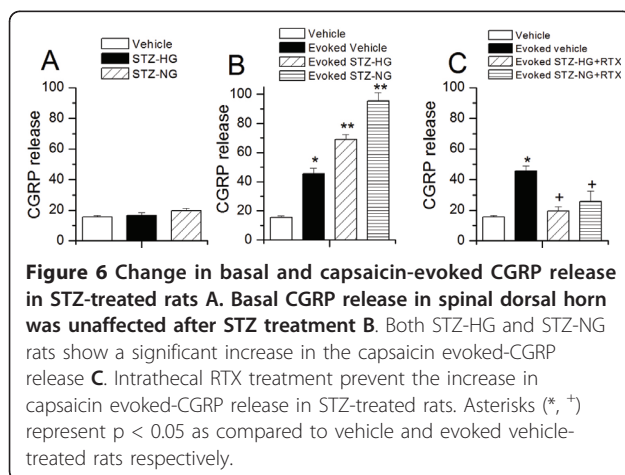 A
Vehicle
STZ-HG
STZ-NG
100
80
60
40
20
0
CGRP release
B
Vehicle
Evoked Vehicle
Evoked STZ-HG
Evoked STZ-NG
100
80
60
40
20
0
CGRP release
*
**
**
C
Vehicle
Evoked vehicle
Evoked STZ-HG+RTX
Evoked STZ-NG+RTX
100
80
60
40
20
0
CGRP release
*
+
+
Figure 6 Change in basal and capsaicin-evoked CGRP release
in STZ-treated rats A. Basal CGRP release in spinal dorsal horn
was unaffected after STZ treatment B. Both STZ-HG and STZ-NG
rats show a significant increase in the capsaicin evoked-CGRP
release C. Intrathecal RTX treatment prevent the increase in
capsaicin evoked-CGRP release in STZ-treated rats. Asterisks (*, +)
represent p < 0.05 as compared to vehicle and evoked vehicle-
treated rats respectively.